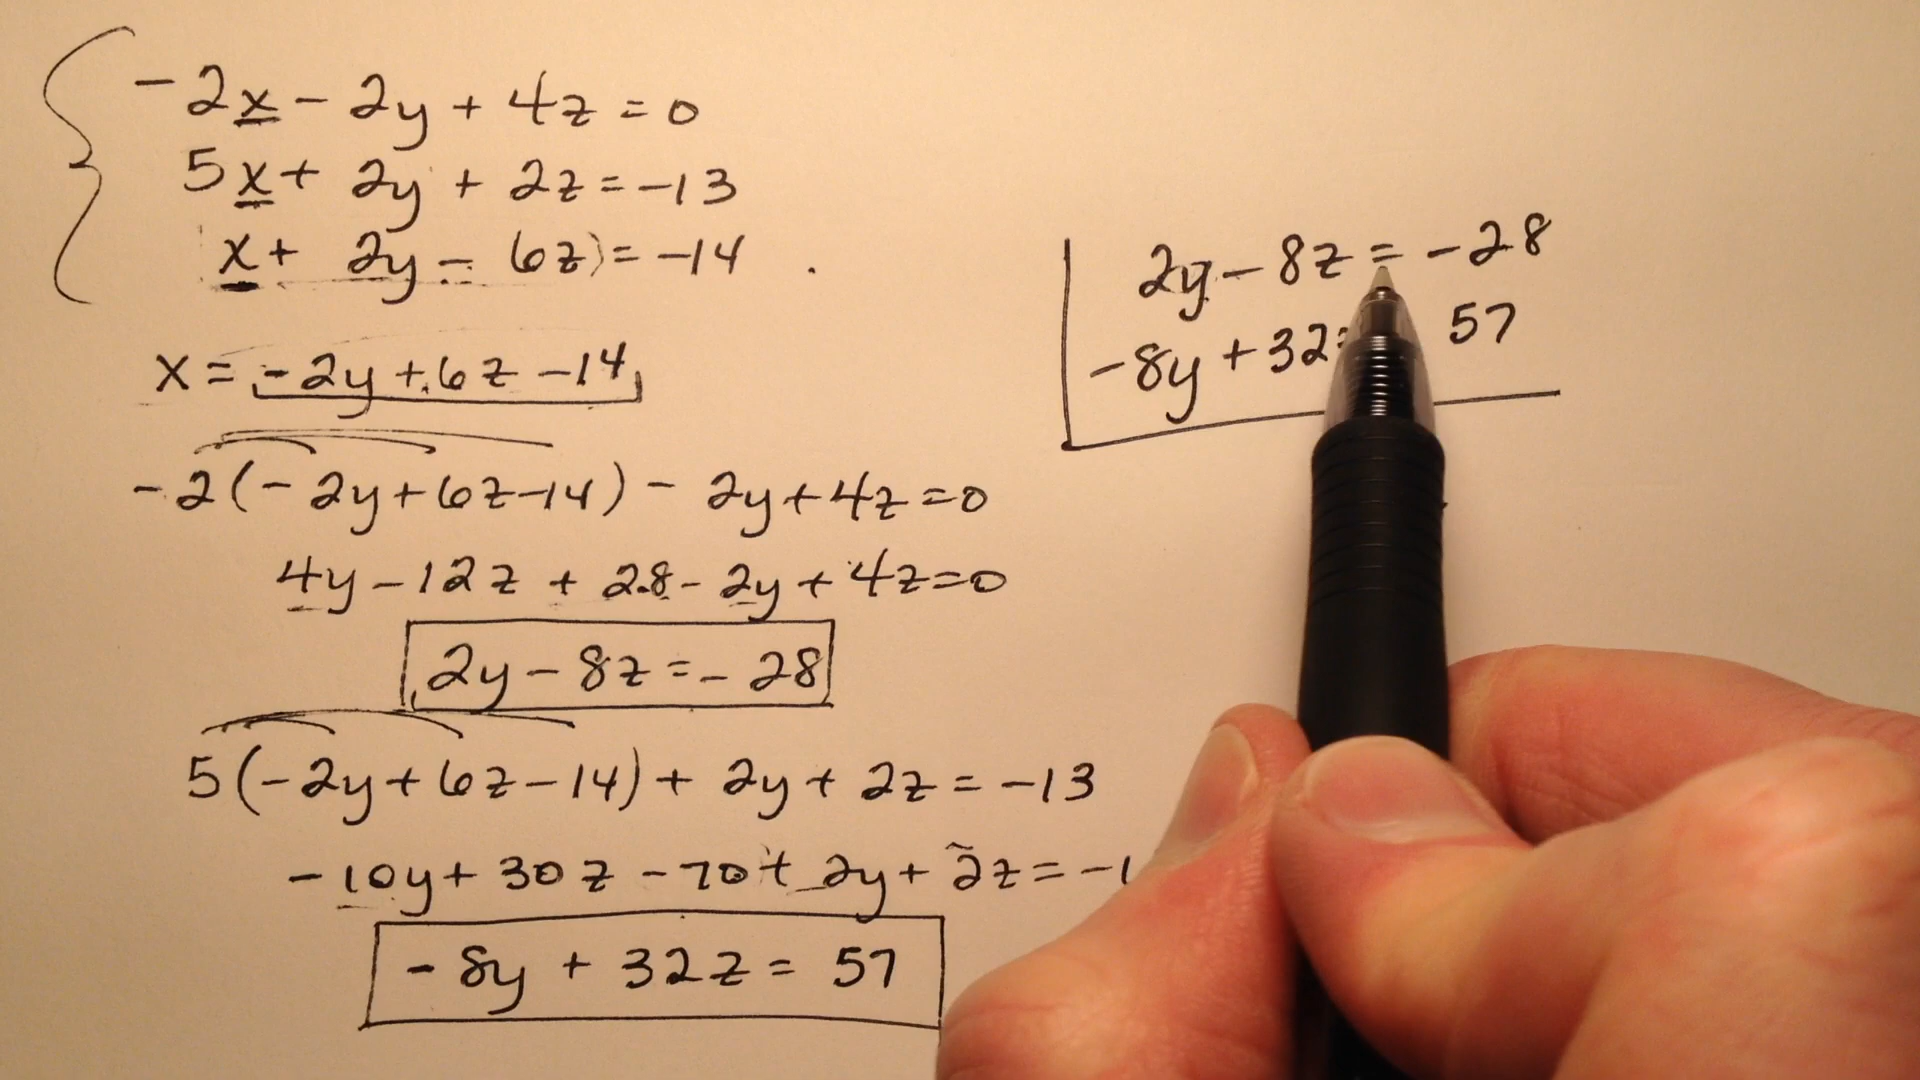 -2x - 2y + 4z = 0
5x + 2y + 2z = -13
x + 2y - 6z = -14
x = -2y + 6z - 14
-2(-2y + 6z - 14) - 2y + 4z = 0
4y - 12z + 28 - 2y + 4z = 0
2y - 8z = -28
5(-2y + 6z - 14) + 2y + 2z = -13
-10y + 30z - 70 + 2y + 2z = -1
-8y + 32z = 57
2y - 8z = -28
-8y + 32 57